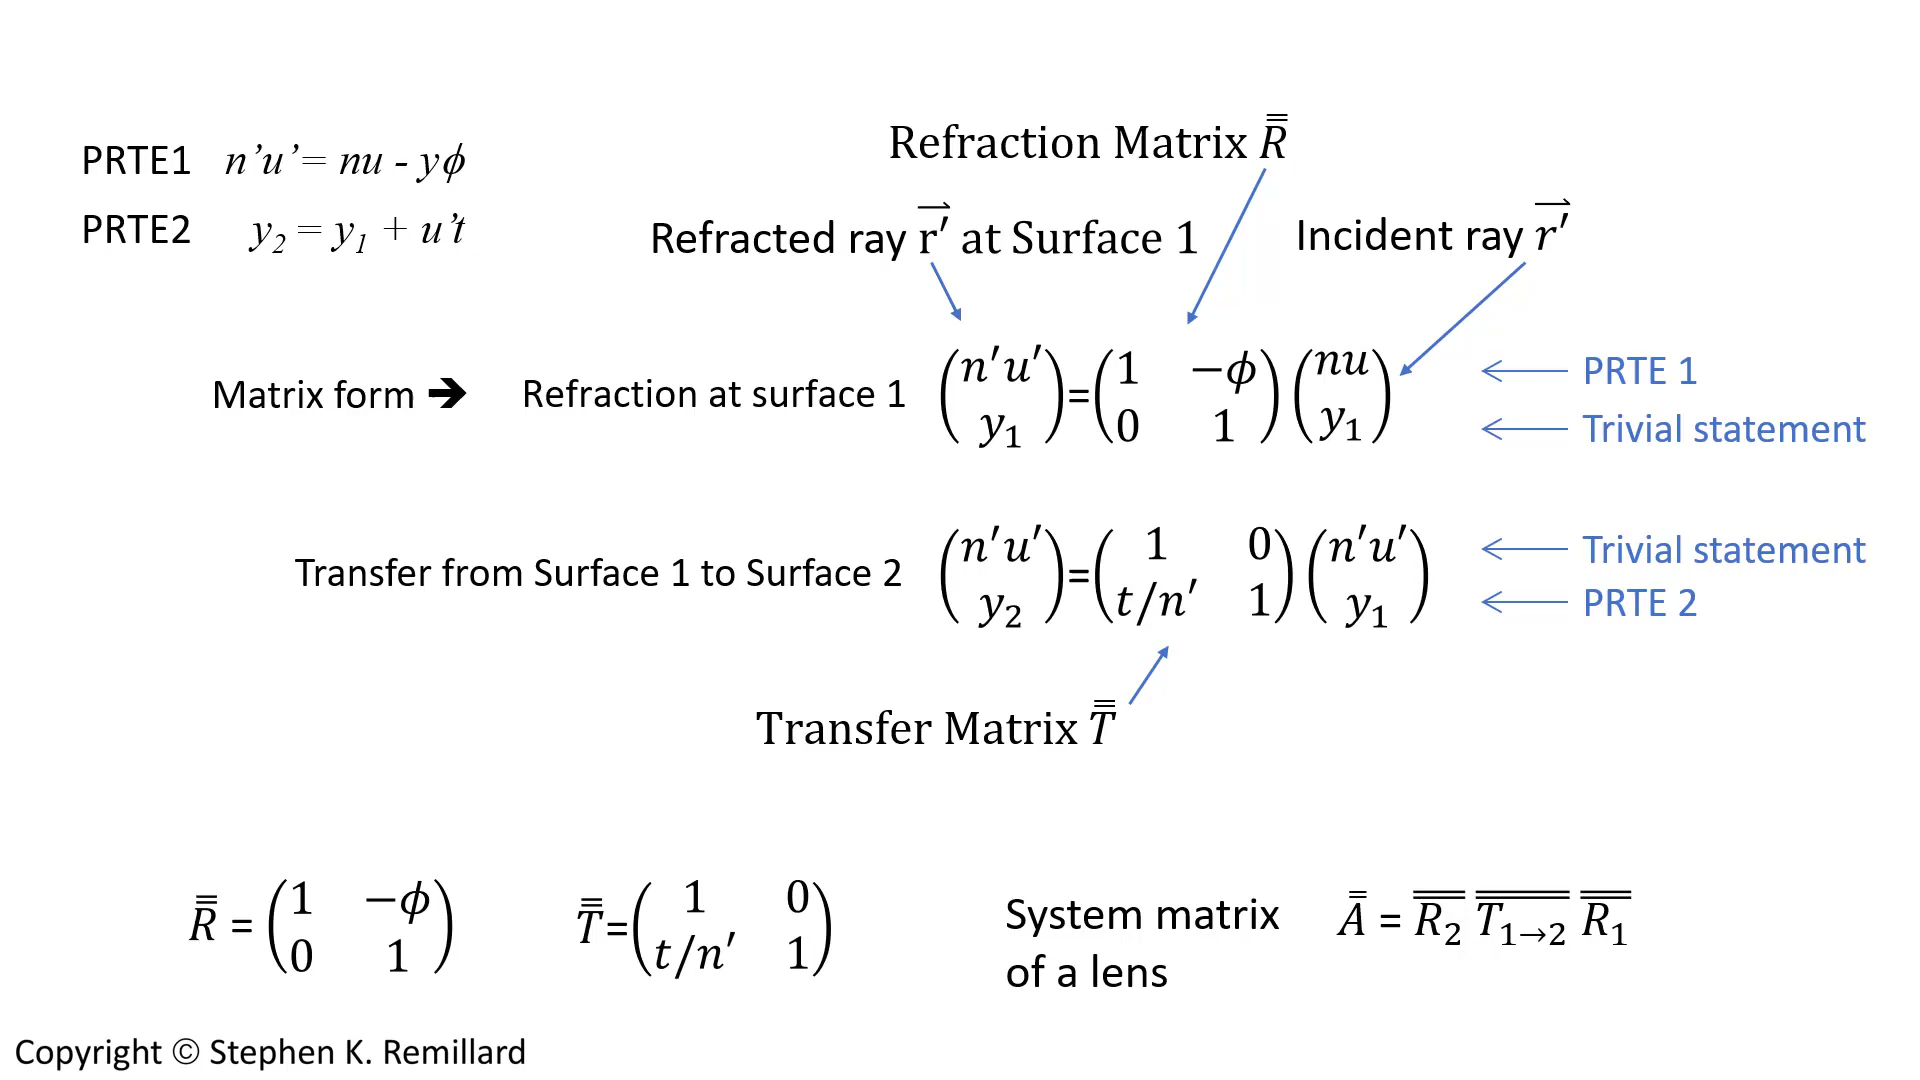 PRTE1 n’u’= nu - yϕ
PRTE2 y₂ = y₁ + u’t
Refraction Matrix R̿
Refracted ray r′⃗ at Surface 1
Incident ray r′⃗
Matrix form 🡺 Refraction at surface 1 (n′u′ y₁)=(1 −ϕ 0 1)(nu y₁)
← PRTE 1
← Trivial statement
Transfer from Surface 1 to Surface 2 (n′u′ y₂)=(1 0 t/n′ 1)(n′u′ y₁)
← Trivial statement
← PRTE 2
Transfer Matrix T̿
R̿ = (1 −ϕ 0 1)
T̿=(1 0 t/n′ 1)
System matrix
of a lens
A̿ = R̿₂ T̿₁→₂ R̿₁
Copyright © Stephen K. Remillard